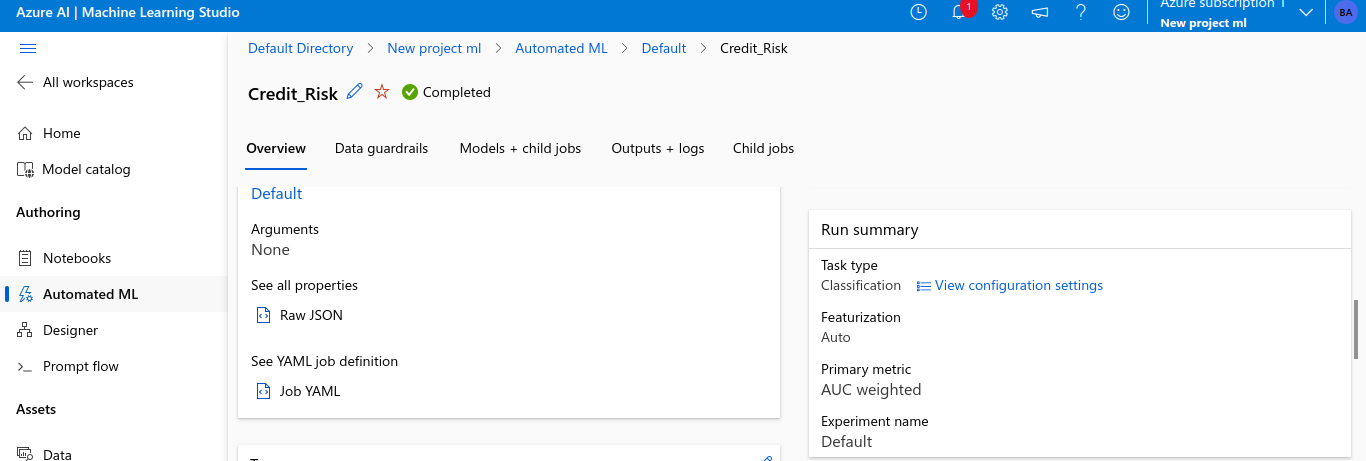 Azure AI | Machine Learning Studio
1
Azure subscription 1
New project ml
BA
All workspaces
Home
Model catalog
Authoring
Notebooks
Automated ML
Designer
Prompt flow
Assets
Data
Default Directory > New project ml > Automated ML > Default > Credit_Risk
Credit_Risk Completed
Overview Data guardrails Models + child jobs Outputs + logs Child jobs
Default
Arguments
None
See all properties
Raw JSON
See YAML job definition
Job YAML
Run summary
Task type
Classification View configuration settings
Featurization
Auto
Primary metric
AUC weighted
Experiment name
Default